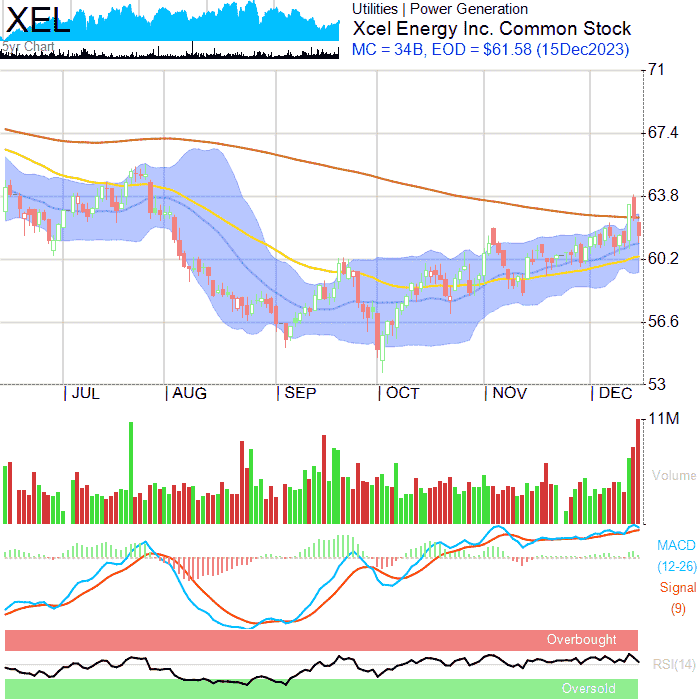 XEL
5yr Chart
Utilities | Power Generation
Xcel Energy Inc. Common Stock
MC = 34B, EOD = $61.58 (15Dec2023)
71
67.4
63.8
60.2
56.6
53
| JUL | AUG | SEP | OCT | NOV | DEC
11M
Volume
MACD
(12-26)
Signal
(9)
Overbought
RSI(14)
Oversold